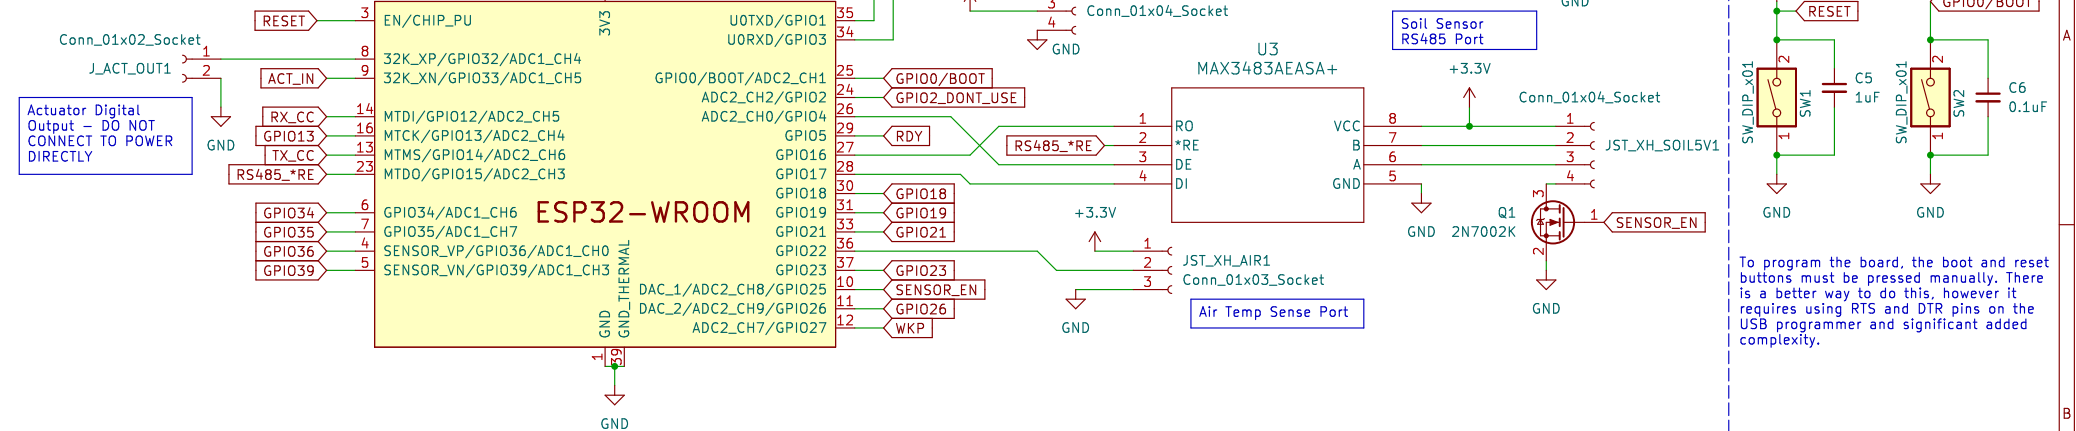 RESET
3
EN/CHIP_PU
3V3
U0TXD/GPIO1
35
U0RXD/GPIO3
34
3
4
Conn_01x04_Socket
GND
Soil Sensor
RS485 Port
GND
RESET
GPIO0/BOOT
A
Conn_01x02_Socket
1
2
J_ACT_OUT1
GND
Actuator Digital
Output – DO NOT
CONNECT TO POWER
DIRECTLY
8
32K_XP/GPIO32/ADC1_CH4
ACT_IN
9
32K_XN/GPIO33/ADC1_CH5
RX_CC
14
MTDI/GPIO12/ADC2_CH5
GPIO13
16
MTCK/GPIO13/ADC2_CH4
TX_CC
13
MTMS/GPIO14/ADC2_CH6
RS485_*RE
23
MTDO/GPIO15/ADC2_CH3
GPIO34
6
GPIO34/ADC1_CH6
GPIO35
7
GPIO35/ADC1_CH7
GPIO36
4
SENSOR_VP/GPIO36/ADC1_CH0
GPIO39
5
SENSOR_VN/GPIO39/ADC1_CH3
ESP32-WROOM
GPIO0/BOOT/ADC2_CH1
25
GPIO0/BOOT
ADC2_CH2/GPIO2
24
GPIO2_DONT_USE
ADC2_CH0/GPIO4
26
GPIO5
29
RDY
GPIO16
27
GPIO17
28
GPIO18
30
GPIO18
GPIO19
31
GPIO19
GPIO21
33
GPIO21
GPIO22
36
GPIO23
37
GPIO23
DAC_1/ADC2_CH8/GPIO25
10
SENSOR_EN
DAC_2/ADC2_CH9/GPIO26
11
GPIO26
ADC2_CH7/GPIO27
12
WKP
GND
GND_THERMAL
1
39
GND
U3
MAX3483AEASA+
1
RO
RS485_*RE
2
*RE
3
DE
4
DI
VCC
8
B
7
A
6
GND
5
+3.3V
GND
Conn_01x04_Socket
1
2
3
4
JST_XH_SOIL5V1
Q1
2N7002K
3
1
2
SENSOR_EN
GND
+3.3V
1
2
3
JST_XH_AIR1
Conn_01x03_Socket
GND
Air Temp Sense Port
SW_DIP_x01
2
1
SW1
C5
1uF
GND
SW_DIP_x01
2
1
SW2
C6
0.1uF
GND
To program the board, the boot and reset
buttons must be pressed manually. There
is a better way to do this, however it
requires using RTS and DTR pins on the
USB programmer and significant added
complexity.
B